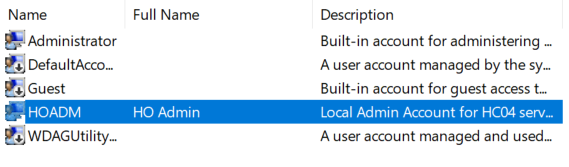 Name Full Name Description
Administrator Built-in account for administering ...
DefaultAcco... A user account managed by the sy...
Guest Built-in account for guest access t...
HOADM HO Admin Local Admin Account for HC04 serv...
WDAGUtility... A user account managed and used...